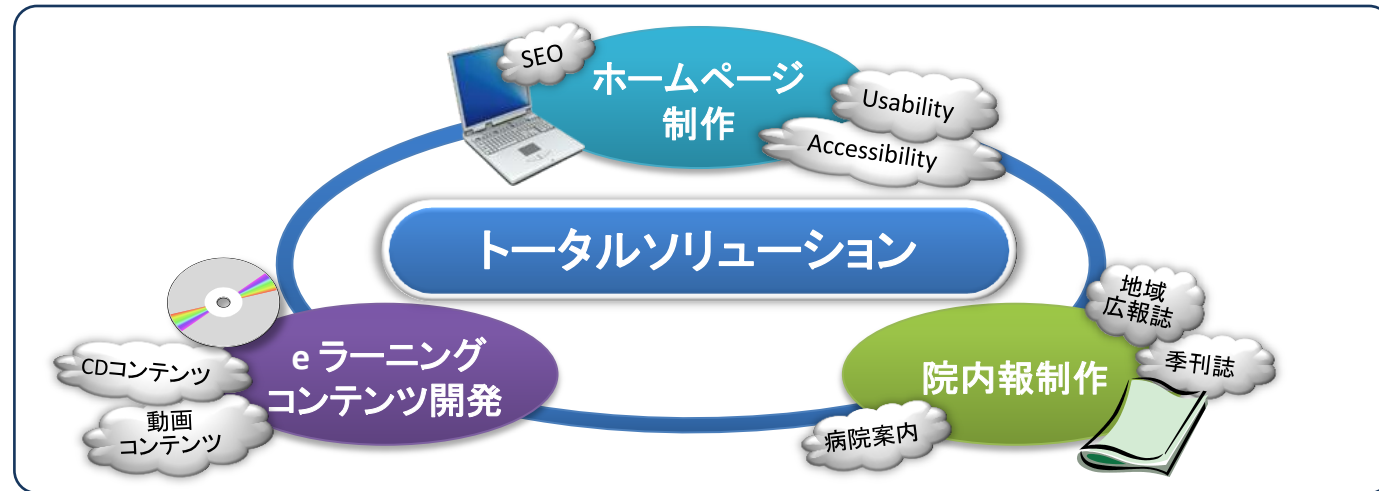 SEO
ホームページ
制作
Usability
Accessibility
トータルソリューション
地域
広報誌
季刊誌
院内報制作
病院案内
e ラーニング
コンテンツ開発
CDコンテンツ
動画
コンテンツ